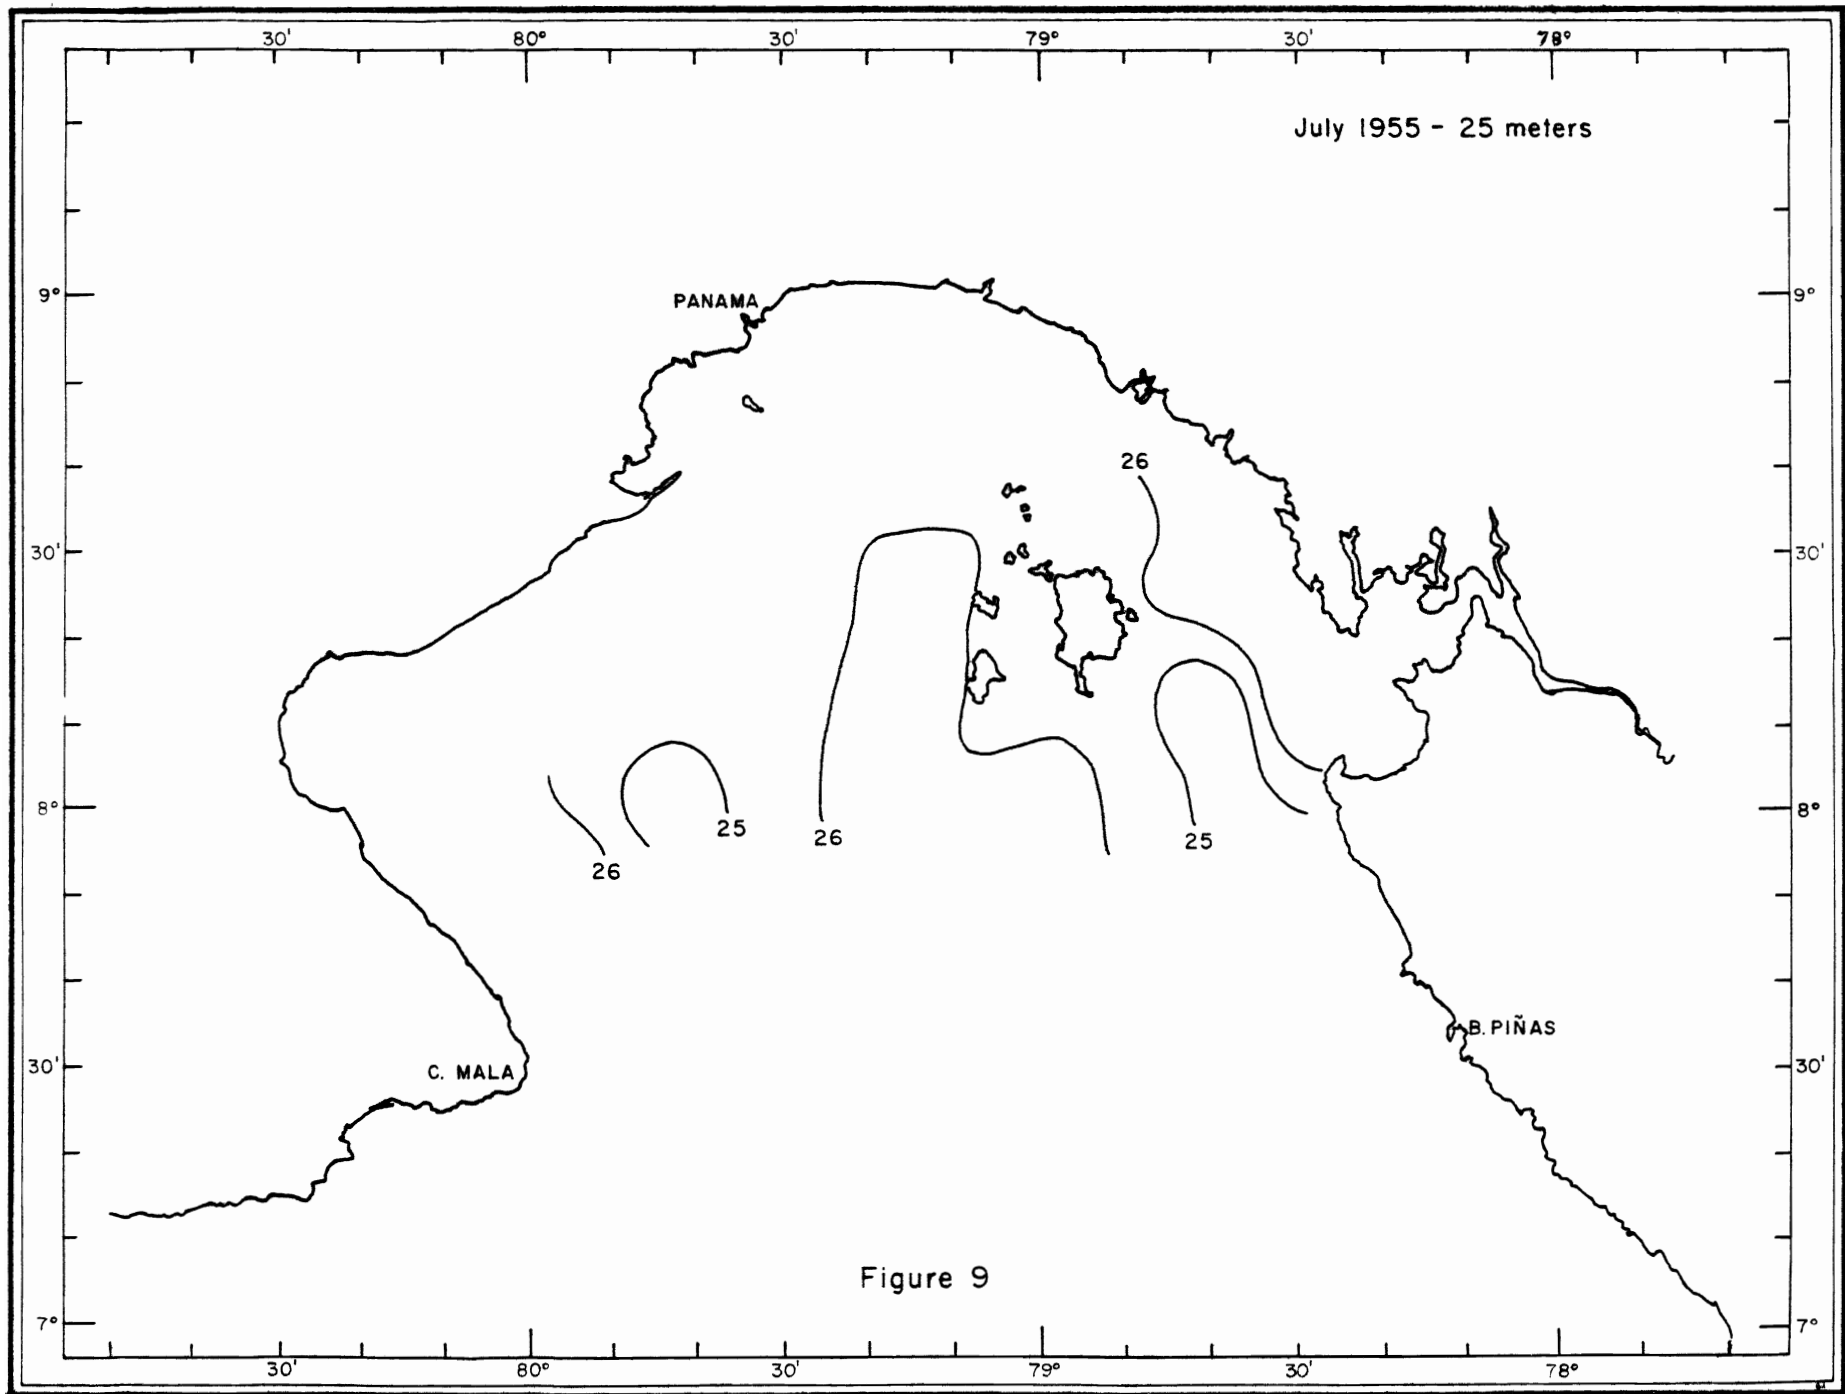 30' 80° 30' 79° 30' 78°
July 1955 - 25 meters
9° PANAMA 9°
26
30' 30'
8° 25 26 25 8°
26
B. PIÑAS
30' C. MALA 30'
Figure 9
7° 7°
30' 80° 30' 79° 30' 78°